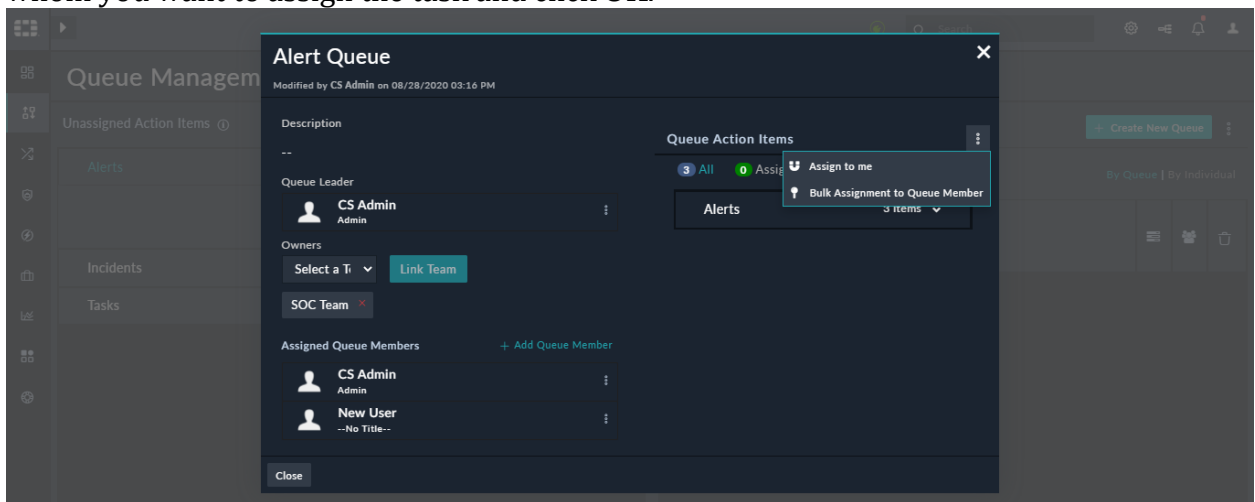 whom you want to assign the task and click OK.
Search
Queue Managem
Unassigned Action Items
+ Create New Queue
Alerts
By Queue | By Individual
Incidents
Tasks
Alert Queue
Modified by CS Admin on 08/28/2020 03:16 PM
Description
--
Queue Leader
CS Admin
Admin
Owners
Select a T
Link Team
SOC Team ×
Assigned Queue Members
+ Add Queue Member
CS Admin
Admin
New User
--No Title--
Close
Queue Action Items
3 All 0 Assig
Assign to me
Bulk Assignment to Queue Member
Alerts 3 Items